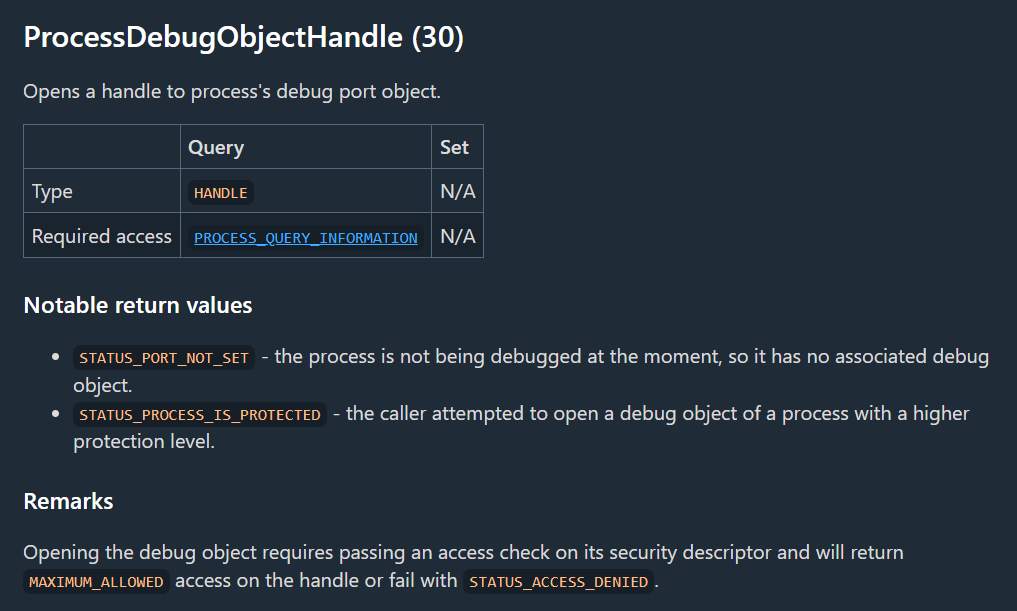 ProcessDebugObjectHandle (30)
Opens a handle to process's debug port object.
Query Set
Type HANDLE N/A
Required access PROCESS_QUERY_INFORMATION N/A
Notable return values
• STATUS_PORT_NOT_SET - the process is not being debugged at the moment, so it has no associated debug
object.
• STATUS_PROCESS_IS_PROTECTED - the caller attempted to open a debug object of a process with a higher
protection level.
Remarks
Opening the debug object requires passing an access check on its security descriptor and will return
MAXIMUM_ALLOWED access on the handle or fail with STATUS_ACCESS_DENIED.